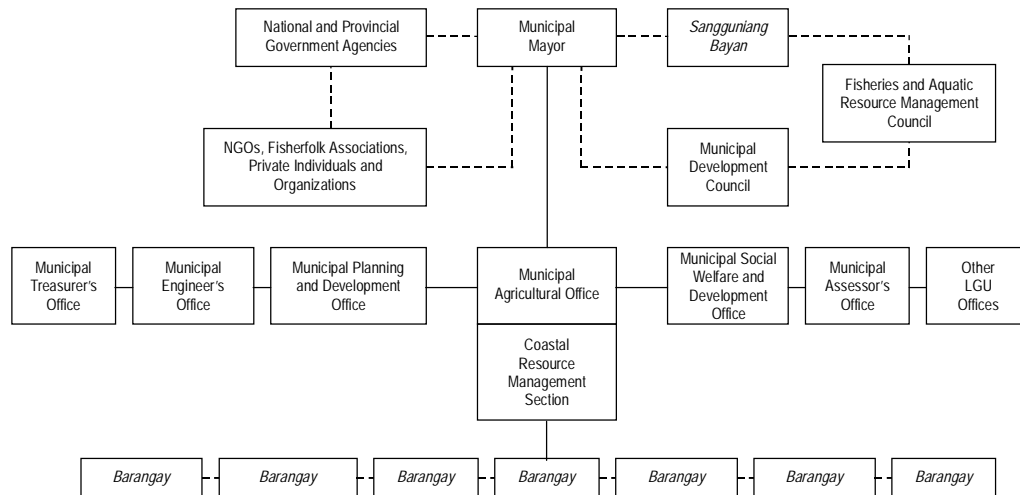 National and Provincial
Government Agencies
Municipal
Mayor
Sangguniang
Bayan
Fisheries and Aquatic
Resource Management
Council
NGOs, Fisherfolk Associations,
Private Individuals and
Organizations
Municipal
Development
Council
Municipal
Treasurer's
Office
Municipal
Engineer's
Office
Municipal Planning
and Development
Office
Municipal
Agricultural Office
Municipal Social
Welfare and
Development
Office
Municipal
Assessor's
Office
Other
LGU
Offices
Coastal
Resource
Management
Section
Barangay
Barangay
Barangay
Barangay
Barangay
Barangay
Barangay